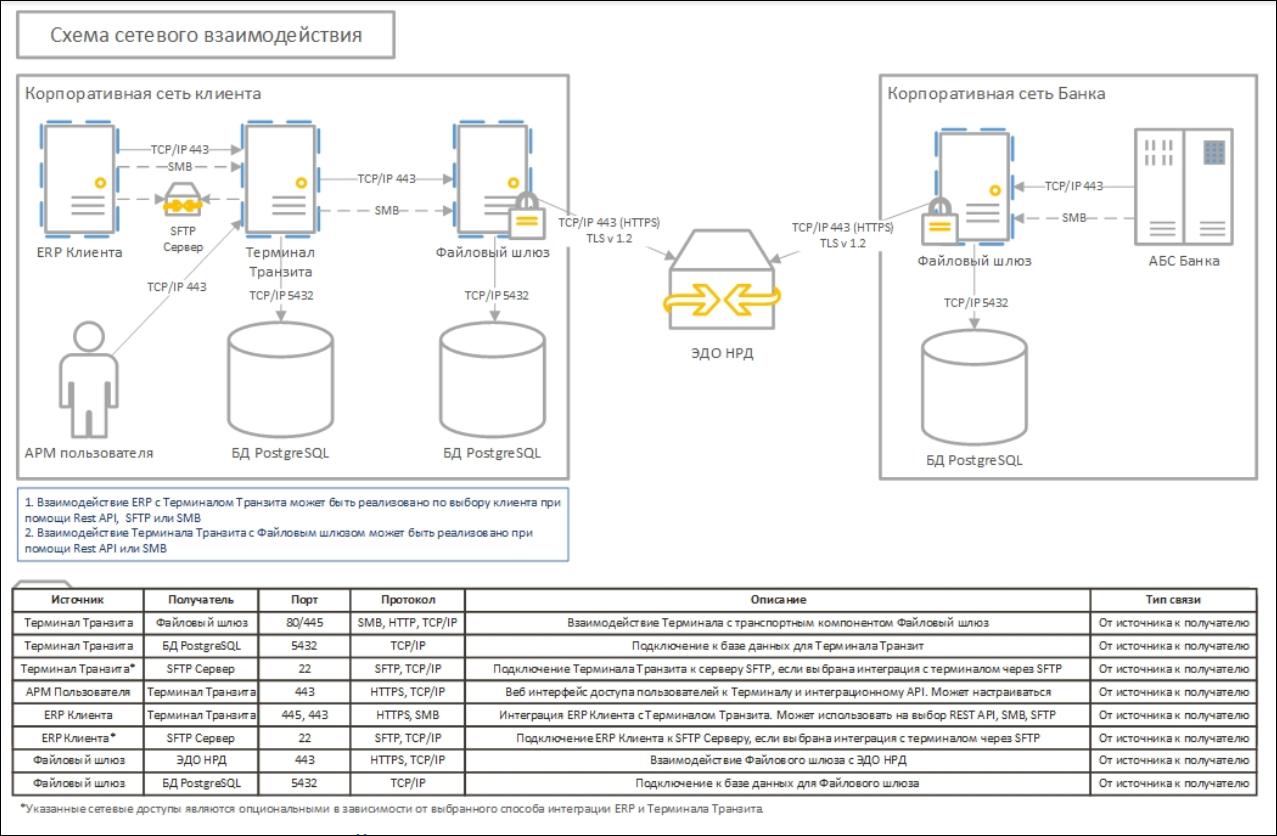 Схема сетевого взаимодействия
Корпоративная сеть клиента
Корпоративная сеть Банка
TCP/IP 443
SMB
SFTP
Сервер
ERP Клиента
Терминал
Транзита
TCP/IP 443
SMB
Файловый шлюз
TCP/IP 443 (HTTPS)
TLS v 1.2
TCP/IP 443 (HTTPS)
TLS v 1.2
TCP/IP 443
SMB
Файловый шлюз
АБС Банка
TCP/IP 443
TCP/IP 5432
TCP/IP 5432
TCP/IP 5432
ЭДО НРД
АРМ пользователя
БД PostgreSQL
БД PostgreSQL
БД PostgreSQL
1. Взаимодействие ERP с Терминалом Транзита может быть реализовано по выбору клиента при
помощи Rest API, SFTP или SMB
2. Взаимодействие Терминала Транзита с Файловым шлюзом может быть реализовано при
помощи Rest API или SMB
Источник Получатель Порт Протокол Описание Тип связи
Терминал Транзита Файловый шлюз 80/445 SMB, HTTP, TCP/IP Взаимодействие Терминала с транспортным компонентом Файловый шлюз От источника к получателю
Терминал Транзита БД PostgreSQL 5432 TCP/IP Подключение к базе данных для Терминала Транзит От источника к получателю
Терминал Транзита* SFTP Сервер 22 SFTP, TCP/IP Подключение Терминала Транзита к серверу SFTP, если выбрана интеграция с терминалом через SFTP От источника к получателю
АРМ Пользователя Терминал Транзита 443 HTTPS, TCP/IP Веб интерфейс доступа пользователей к Терминалу и интеграционному API. Может настраиваться От источника к получателю
ERP Клиента Терминал Транзита 445, 443 HTTPS, SMB Интеграция ERP Клиента с Терминалом Транзита. Может использовать на выбор REST API, SMB, SFTP От источника к получателю
ERP Клиента* SFTP Сервер 22 SFTP, TCP/IP Подключение ERP Клиента к SFTP Серверу, если выбрана интеграция с терминалом через SFTP От источника к получателю
Файловый шлюз ЭДО НРД 443 HTTPS, TCP/IP Взаимодействие Файлового шлюза с ЭДО НРД От источника к получателю
Файловый шлюз БД PostgreSQL 5432 TCP/IP Подключение к базе данных для Файлового шлюза От источника к получателю
*Указанные сетевые доступы являются опциональными в зависимости от выбранного способа интеграции ERP и Терминала Транзита.